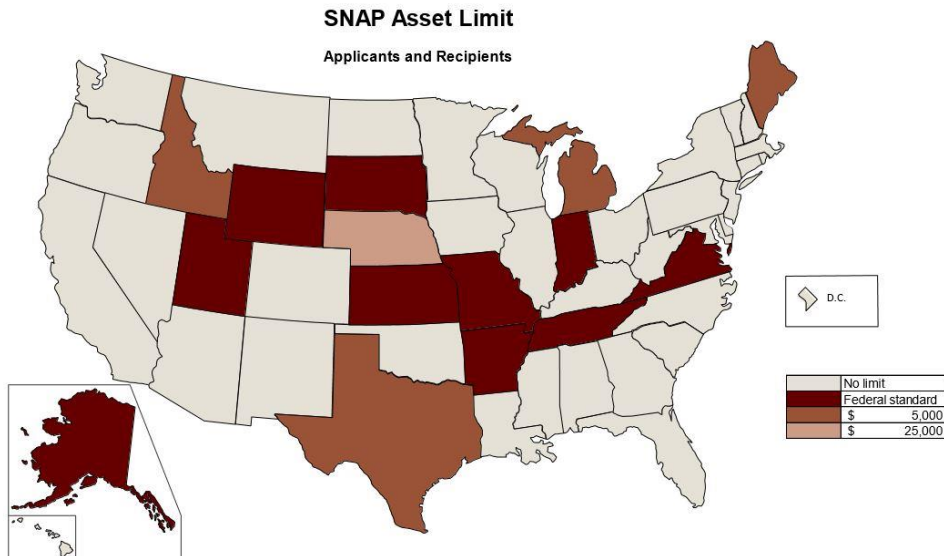 SNAP Asset Limit
Applicants and Recipients
D.C.
No limit
Federal standard
$ 5,000
$ 25,000